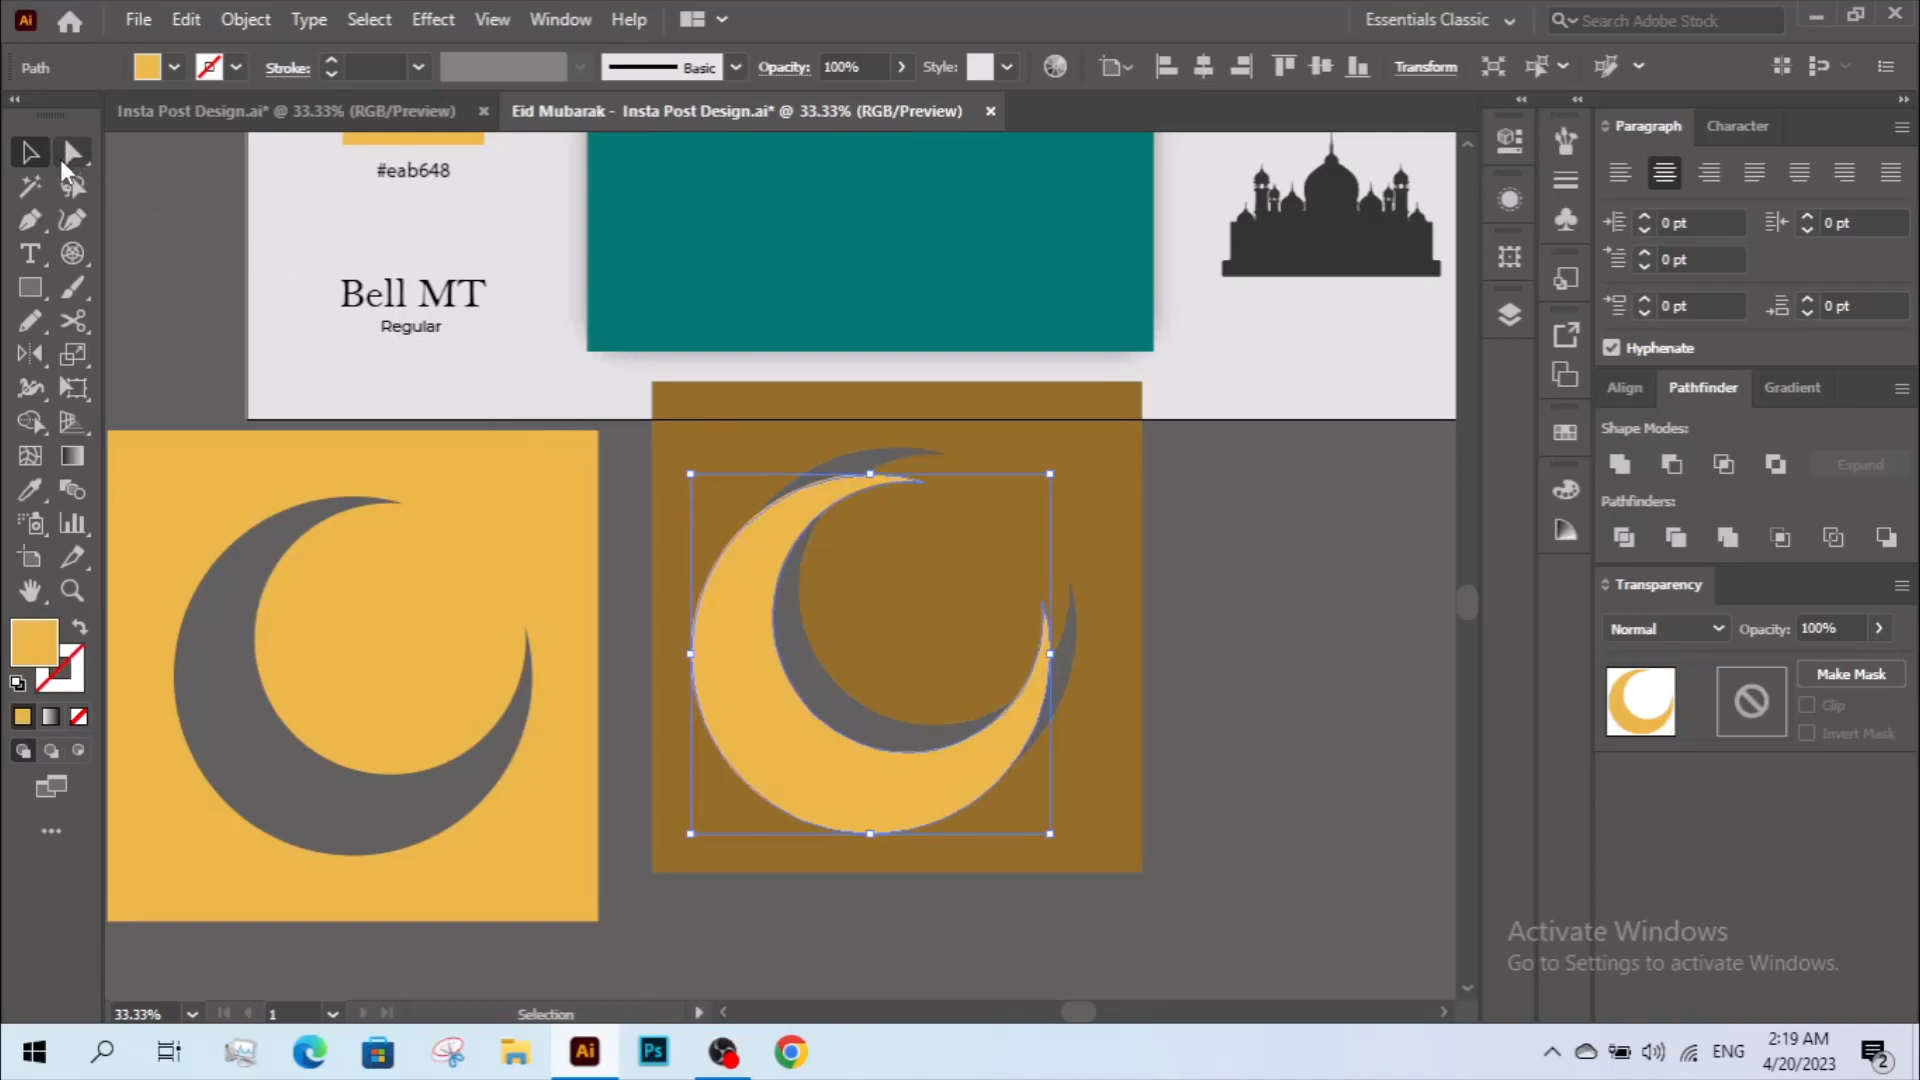 Ai File Edit Object Type Select Effect View Window Help Essentials Classic Search Adobe Stock
Path Stroke: Basic Opacity: 100% Style: Transform
Insta Post Design.ai* @ 33.33% (RGB/Preview) Eid Mubarak - Insta Post Design.ai* @ 33.33% (RGB/Preview)
Paragraph Character
#eab648
0 pt 0 pt
0 pt
0 pt 0 pt
Bell MT
Regular
Hyphenate
Align Pathfinder Gradient
Shape Modes:
Expand
Pathfinders:
Transparency
Normal Opacity: 100%
Make Mask
Clip
Invert Mask
Activate Windows
Go to Settings to activate Windows.
33.33% 1 Selection
Ai Ps ENG 2:19 AM
4/20/2023 2